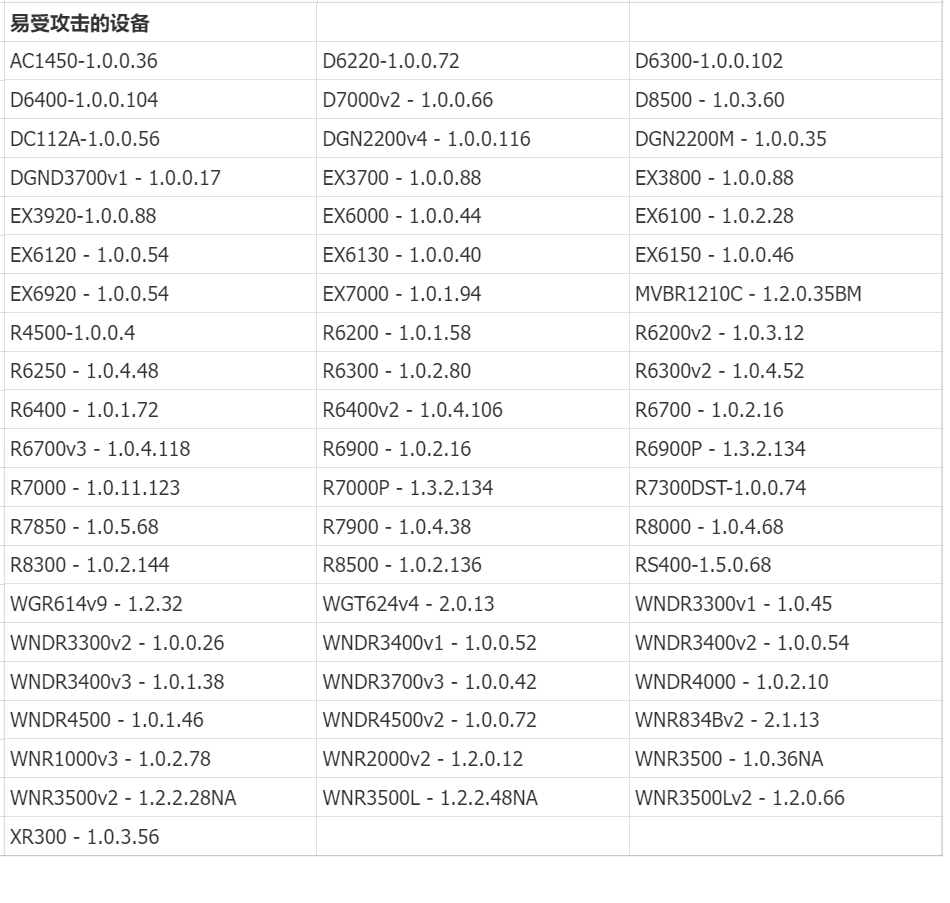 易受攻击的设备
AC1450-1.0.0.36 D6220-1.0.0.72 D6300-1.0.0.102
D6400-1.0.0.104 D7000v2 - 1.0.0.66 D8500 - 1.0.3.60
DC112A-1.0.0.56 DGN2200v4 - 1.0.0.116 DGN2200M - 1.0.0.35
DGND3700v1 - 1.0.0.17 EX3700 - 1.0.0.88 EX3800 - 1.0.0.88
EX3920-1.0.0.88 EX6000 - 1.0.0.44 EX6100 - 1.0.2.28
EX6120 - 1.0.0.54 EX6130 - 1.0.0.40 EX6150 - 1.0.0.46
EX6920 - 1.0.0.54 EX7000 - 1.0.1.94 MVBR1210C - 1.2.0.35BM
R4500-1.0.0.4 R6200 - 1.0.1.58 R6200v2 - 1.0.3.12
R6250 - 1.0.4.48 R6300 - 1.0.2.80 R6300v2 - 1.0.4.52
R6400 - 1.0.1.72 R6400v2 - 1.0.4.106 R6700 - 1.0.2.16
R6700v3 - 1.0.4.118 R6900 - 1.0.2.16 R6900P - 1.3.2.134
R7000 - 1.0.11.123 R7000P - 1.3.2.134 R7300DST-1.0.0.74
R7850 - 1.0.5.68 R7900 - 1.0.4.38 R8000 - 1.0.4.68
R8300 - 1.0.2.144 R8500 - 1.0.2.136 RS400-1.5.0.68
WGR614v9 - 1.2.32 WGT624v4 - 2.0.13 WNDR3300v1 - 1.0.45
WNDR3300v2 - 1.0.0.26 WNDR3400v1 - 1.0.0.52 WNDR3400v2 - 1.0.0.54
WNDR3400v3 - 1.0.1.38 WNDR3700v3 - 1.0.0.42 WNDR4000 - 1.0.2.10
WNDR4500 - 1.0.1.46 WNDR4500v2 - 1.0.0.72 WNR834Bv2 - 2.1.13
WNR1000v3 - 1.0.2.78 WNR2000v2 - 1.2.0.12 WNR3500 - 1.0.36NA
WNR3500v2 - 1.2.2.28NA WNR3500L - 1.2.2.48NA WNR3500Lv2 - 1.2.0.66
XR300 - 1.0.3.56